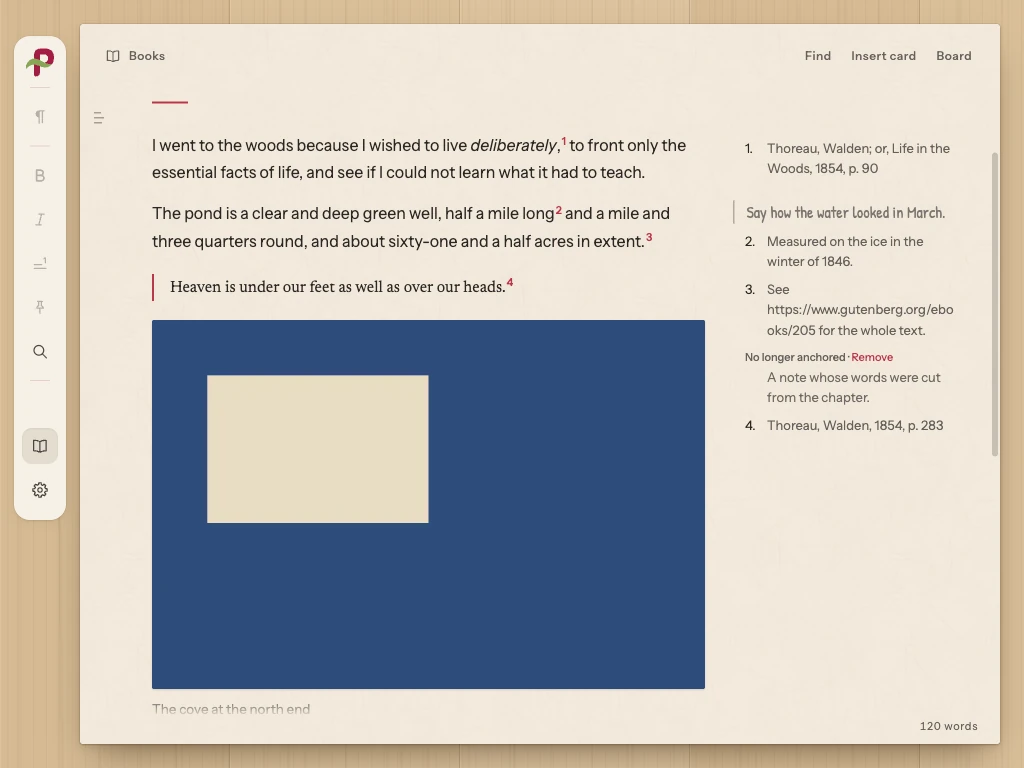 Books
Find Insert card Board
I went to the woods because I wished to live deliberately,1 to front only the
essential facts of life, and see if I could not learn what it had to teach.
The pond is a clear and deep green well, half a mile long2 and a mile and
three quarters round, and about sixty-one and a half acres in extent.3
Heaven is under our feet as well as over our heads.4
The cove at the north end
1. Thoreau, Walden; or, Life in the
Woods, 1854, p. 90
Say how the water looked in March.
2. Measured on the ice in the
winter of 1846.
3. See
https://www.gutenberg.org/ebo
oks/205 for the whole text.
No longer anchored · Remove
A note whose words were cut
from the chapter.
4. Thoreau, Walden, 1854, p. 283
120 words